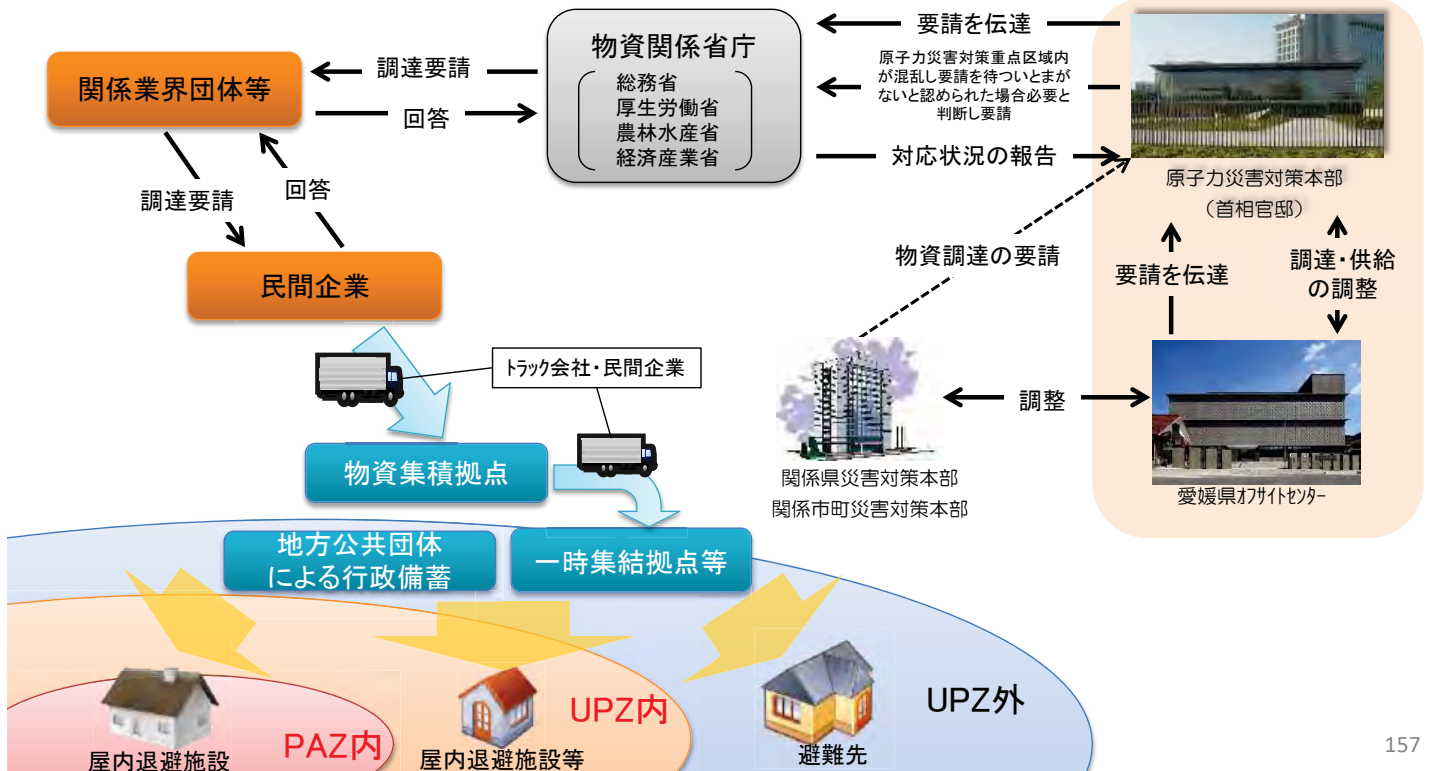 要請を伝達
物資関係省庁
総務省
厚生労働省
農林水産省
経済産業省
調達要請
回答
関係業界団体等
原子力災害対策重点区域内
が混乱し要請を待ついとまが
ないと認められた場合必要と
判断し要請
対応状況の報告
原子力災害対策本部
（首相官邸）
調達要請
回答
民間企業
物資調達の要請
要請を伝達
調達・供給
の調整
トラック会社・民間企業
調整
物資集積拠点
関係県災害対策本部
関係市町災害対策本部
愛媛県オフサイトセンター
地方公共団体
による行政備蓄
一時集結拠点等
UPZ外
UPZ内
PAZ内
屋内退避施設
屋内退避施設等
避難先
157